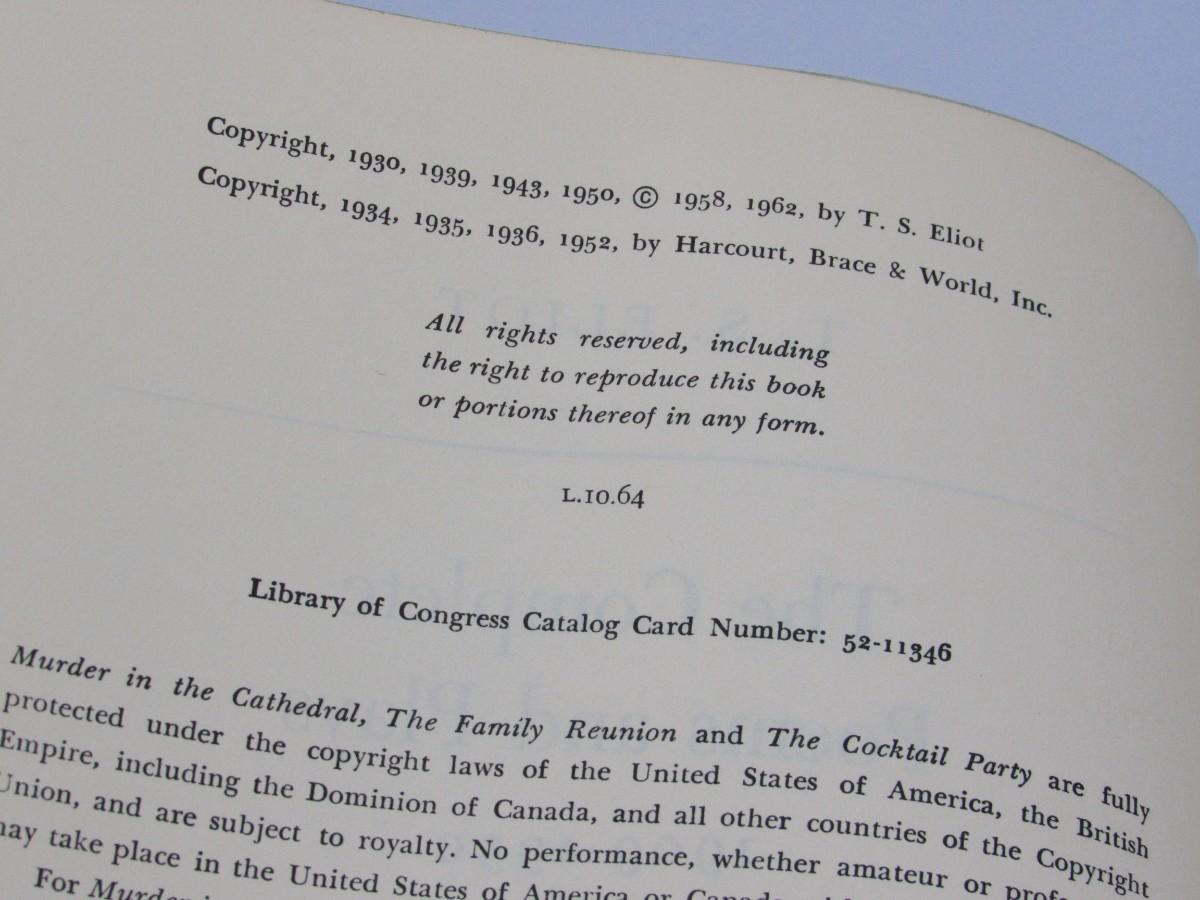 Copyright, 1930, 1939, 1943, 1950, © 1958, 1962, by T. S. Eliot
Copyright, 1934, 1935, 1936, 1952, by Harcourt, Brace & World, Inc.
All rights reserved, including
the right to reproduce this book
or portions thereof in any form.
L.10.64
Library of Congress Catalog Card Number: 52-11346
Murder in the Cathedral, The Family Reunion and The Cocktail Party are fully
protected under the copyright laws of the United States of America, the British
Empire, including the Dominion of Canada, and all other countries of the Copyright
Union, and are subject to royalty. No performance, whether amateur or
may take place in the United States of America or
For Murder